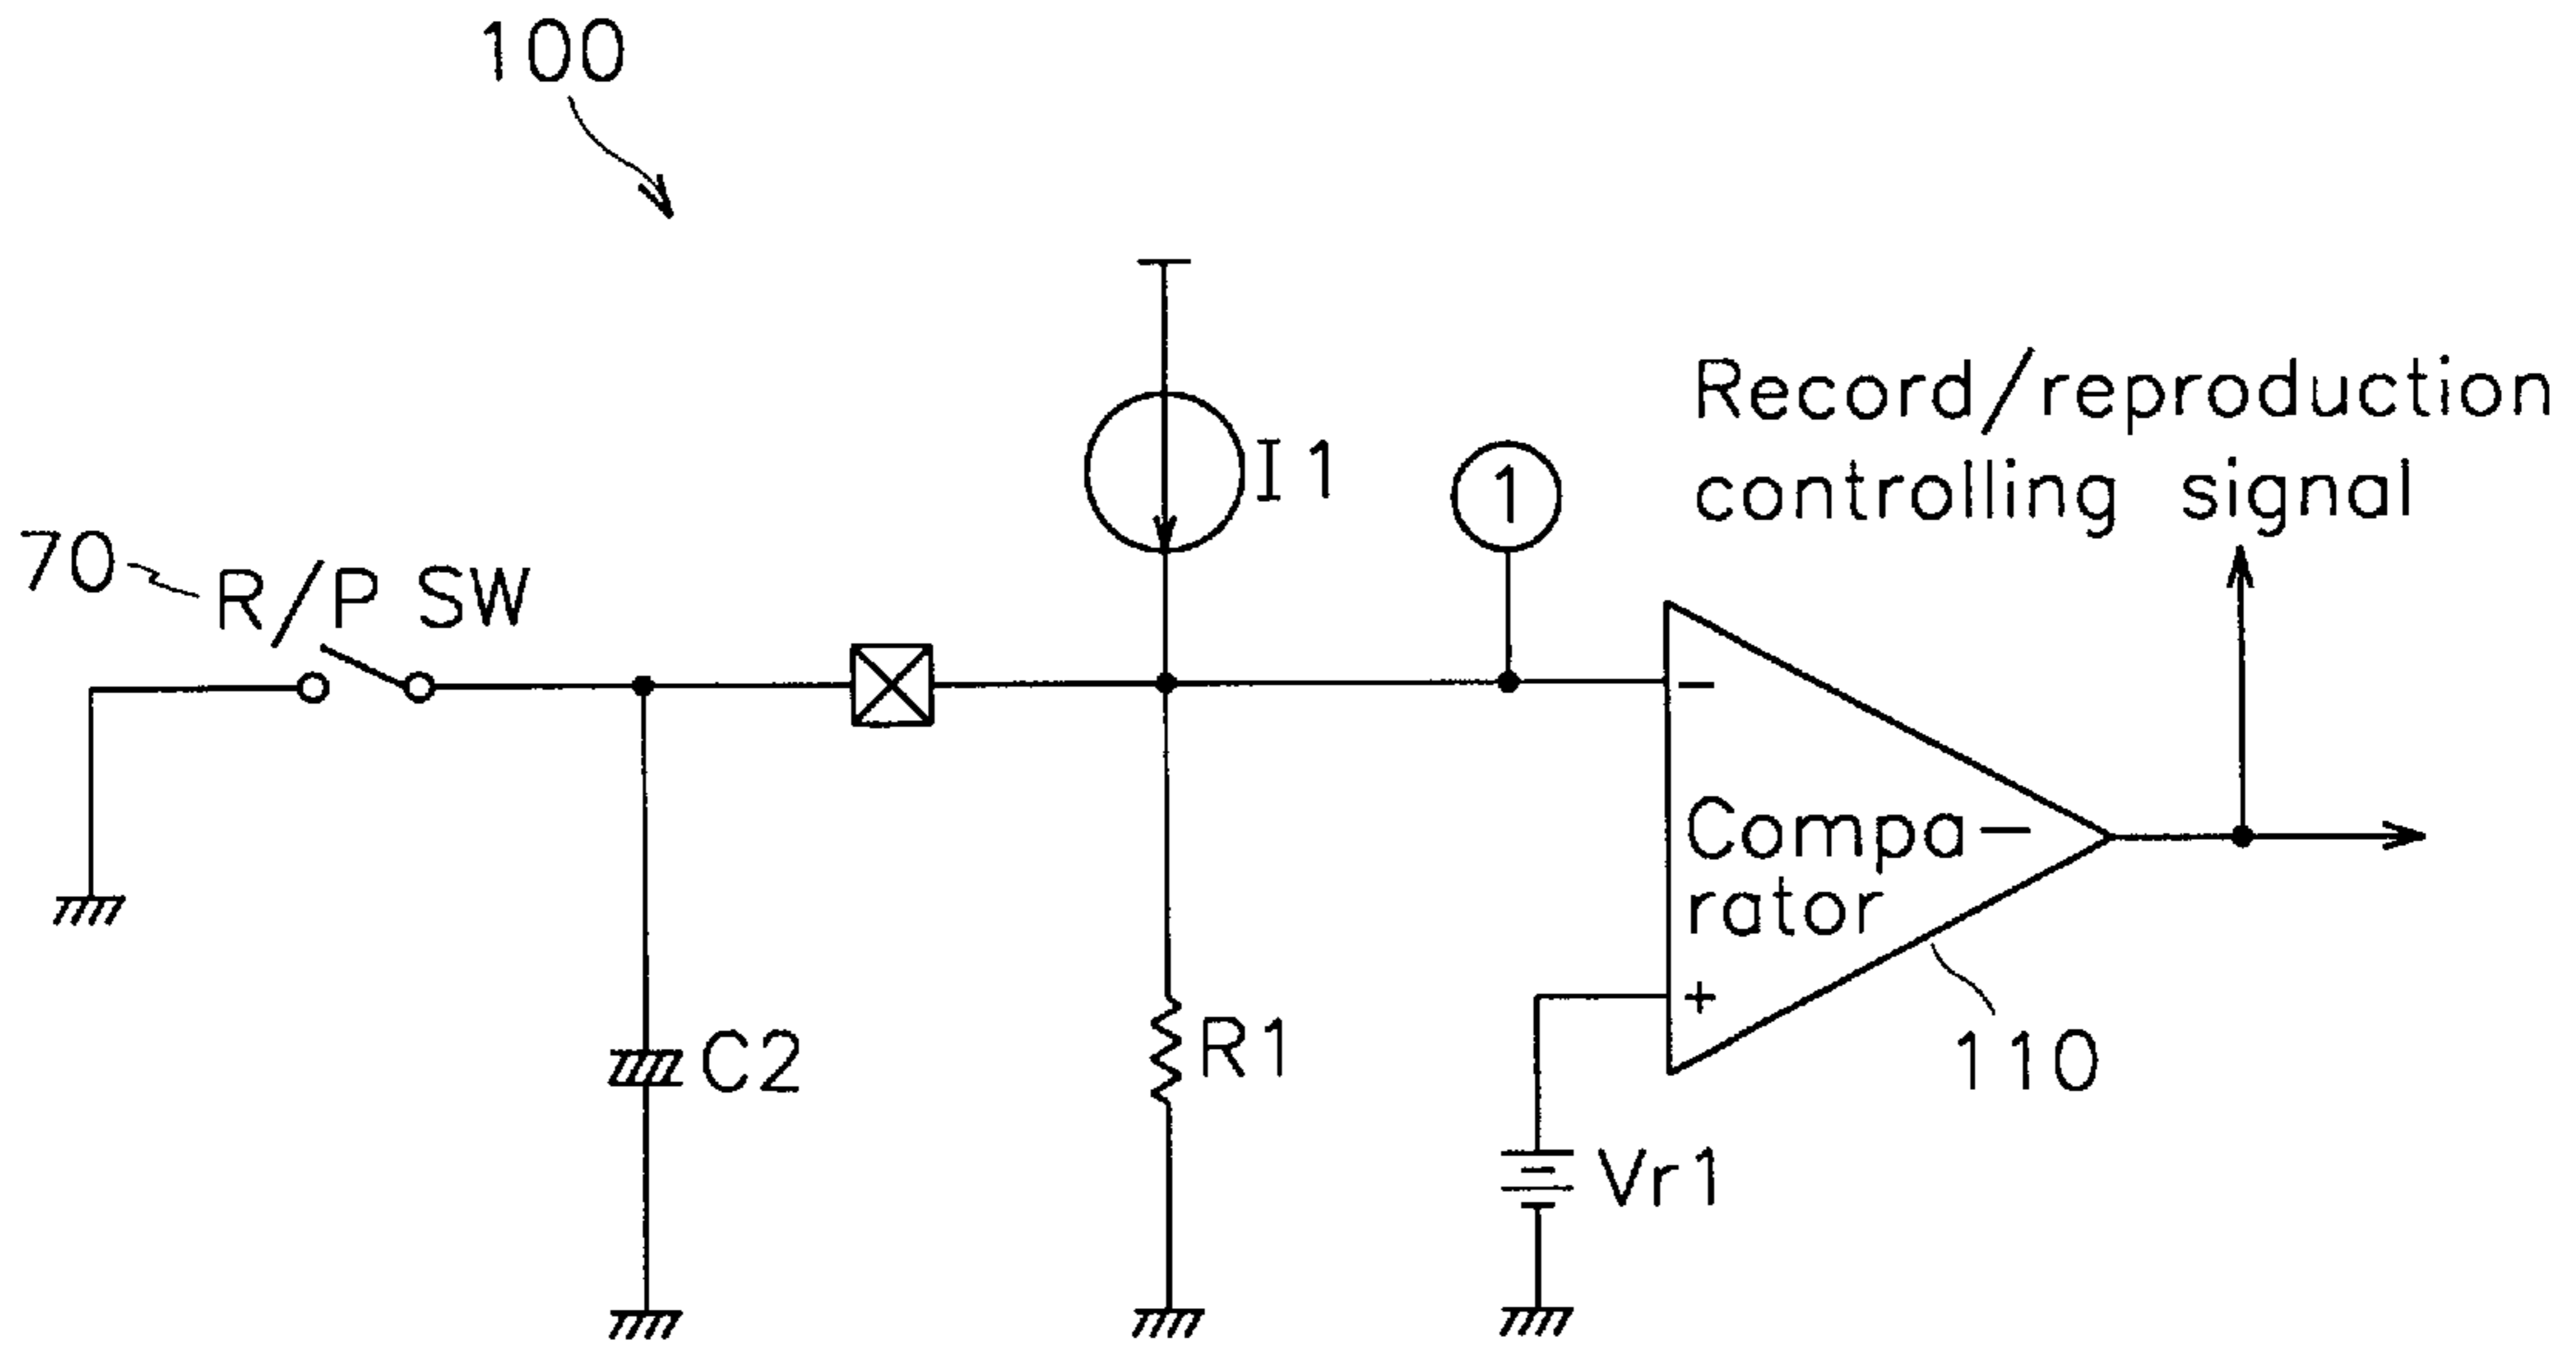 100
Record/reproduction
controlling signal
I1
1
70
R/P SW
−
Compa-
rator
+
C2
R1
110
Vr1